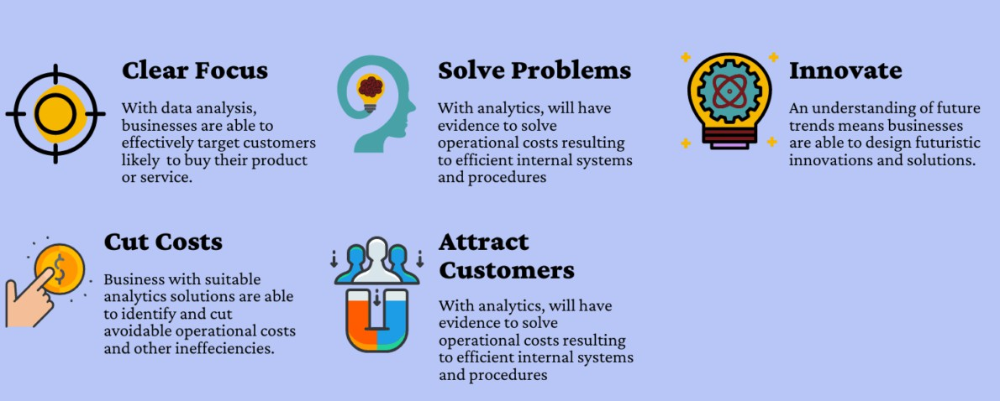 Clear Focus
With data analysis,
businesses are able to
effectively target customers
likely to buy their product
or service.
Solve Problems
With analytics, will have
evidence to solve
operational costs resulting
to efficient internal systems
and procedures
Innovate
An understanding of future
trends means businesses
are able to design futuristic
innovations and solutions.
Cut Costs
Business with suitable
analytics solutions are able
to identify and cut
avoidable operational costs
and other ineffeciencies.
Attract
Customers
With analytics, will have
evidence to solve
operational costs resulting
to efficient internal systems
and procedures